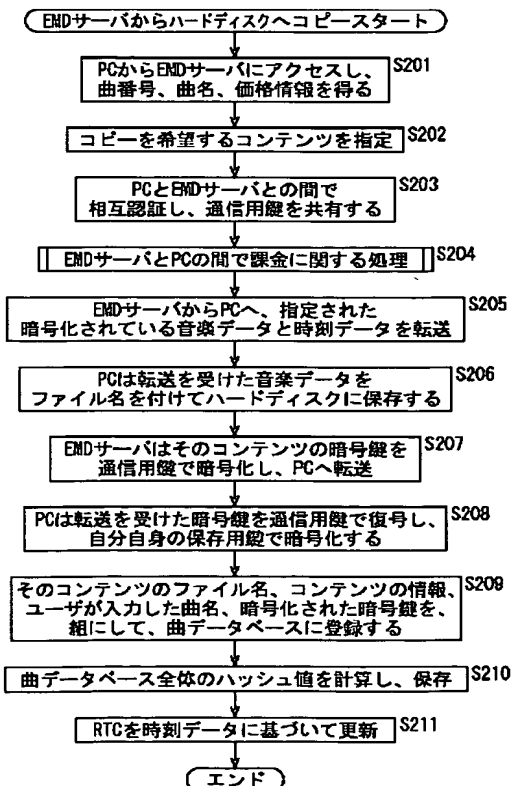 EMDサーバからハードディスクへコピースタート
PCからEMDサーバにアクセスし、 S201
曲番号、曲名、価格情報を得る
コピーを希望するコンテンツを指定 S202
PCとEMDサーバとの間で S203
相互認証し、通信用鍵を共有する
EMDサーバとPCの間で課金に関する処理 S204
EMDサーバからPCへ、指定された S205
暗号化されている音楽データと時刻データを転送
PCは転送を受けた音楽データを S206
ファイル名を付けてハードディスクに保存する
EMDサーバはそのコンテンツの暗号鍵を S207
通信用鍵で暗号化し、PCへ転送
PCは転送を受けた暗号鍵を通信用鍵で復号し、 S208
自分自身の保存用鍵で暗号化する
そのコンテンツのファイル名、コンテンツの情報、 S209
ユーザが入力した曲名、暗号化された暗号鍵を、
組にして、曲データベースに登録する
曲データベース全体のハッシュ値を計算し、保存 S210
RTCを時刻データに基づいて更新 S211
エンド